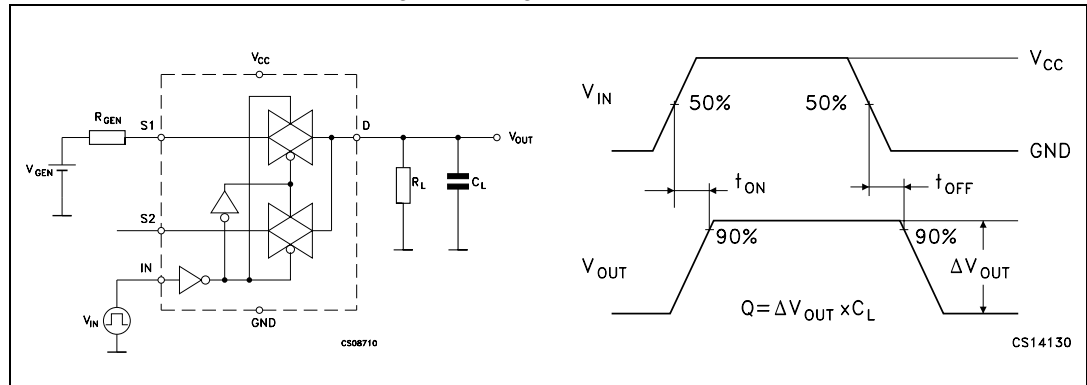 VCC
RGEN
S1
D
VOUT
VGEN
RL
CL
S2
IN
VIN
GND
CS08710
VIN
50%
50%
VCC
GND
tON
tOFF
90%
90%
VOUT
ΔVOUT
Q=ΔVOUT xCL
CS14130